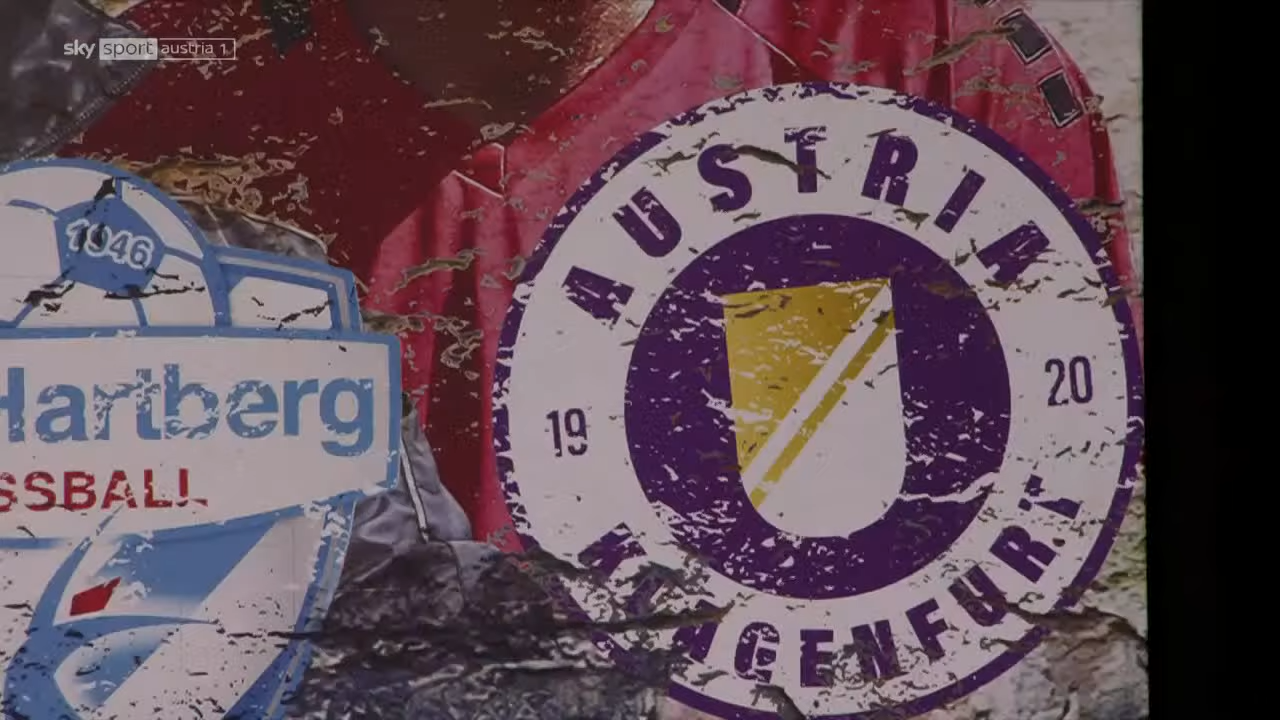 sky sport austria 1
1946
Hartberg
SSBALL
AUSTRIA
19 20
KLAGENFURT